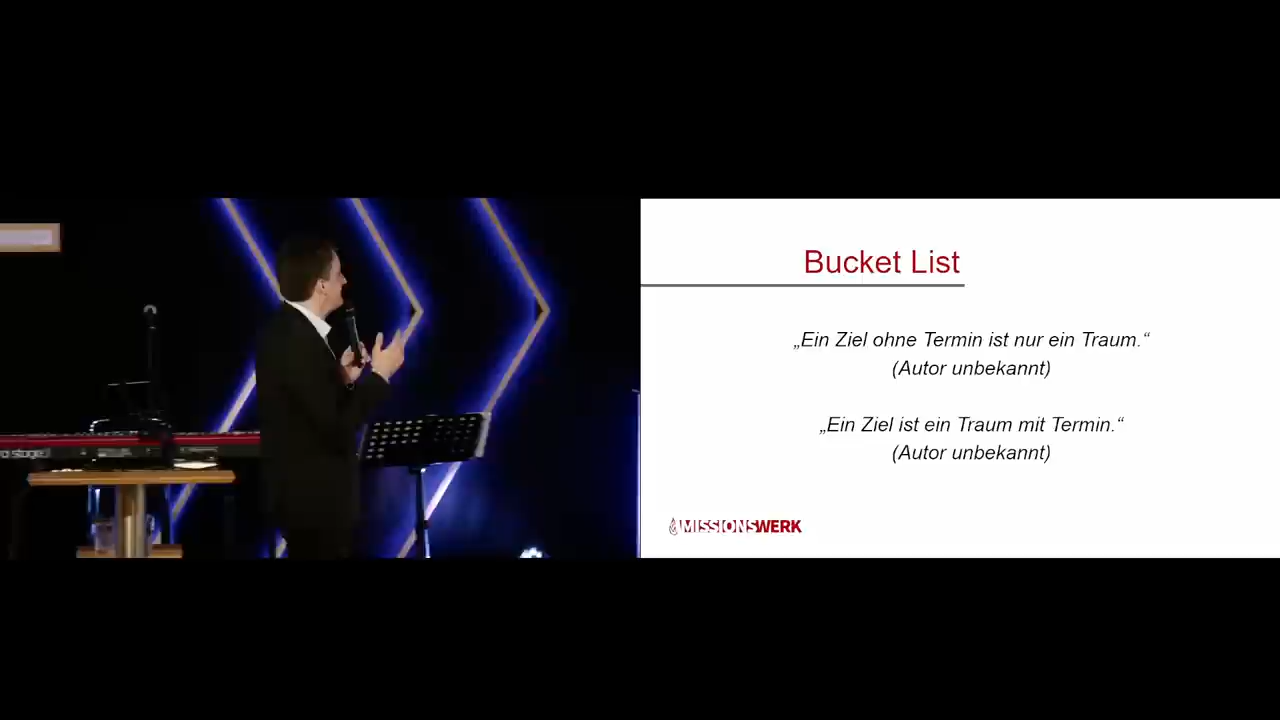 Bucket List
„Ein Ziel ohne Termin ist nur ein Traum.“
(Autor unbekannt)
„Ein Ziel ist ein Traum mit Termin.“
(Autor unbekannt)
MISSIONSWERK
stage